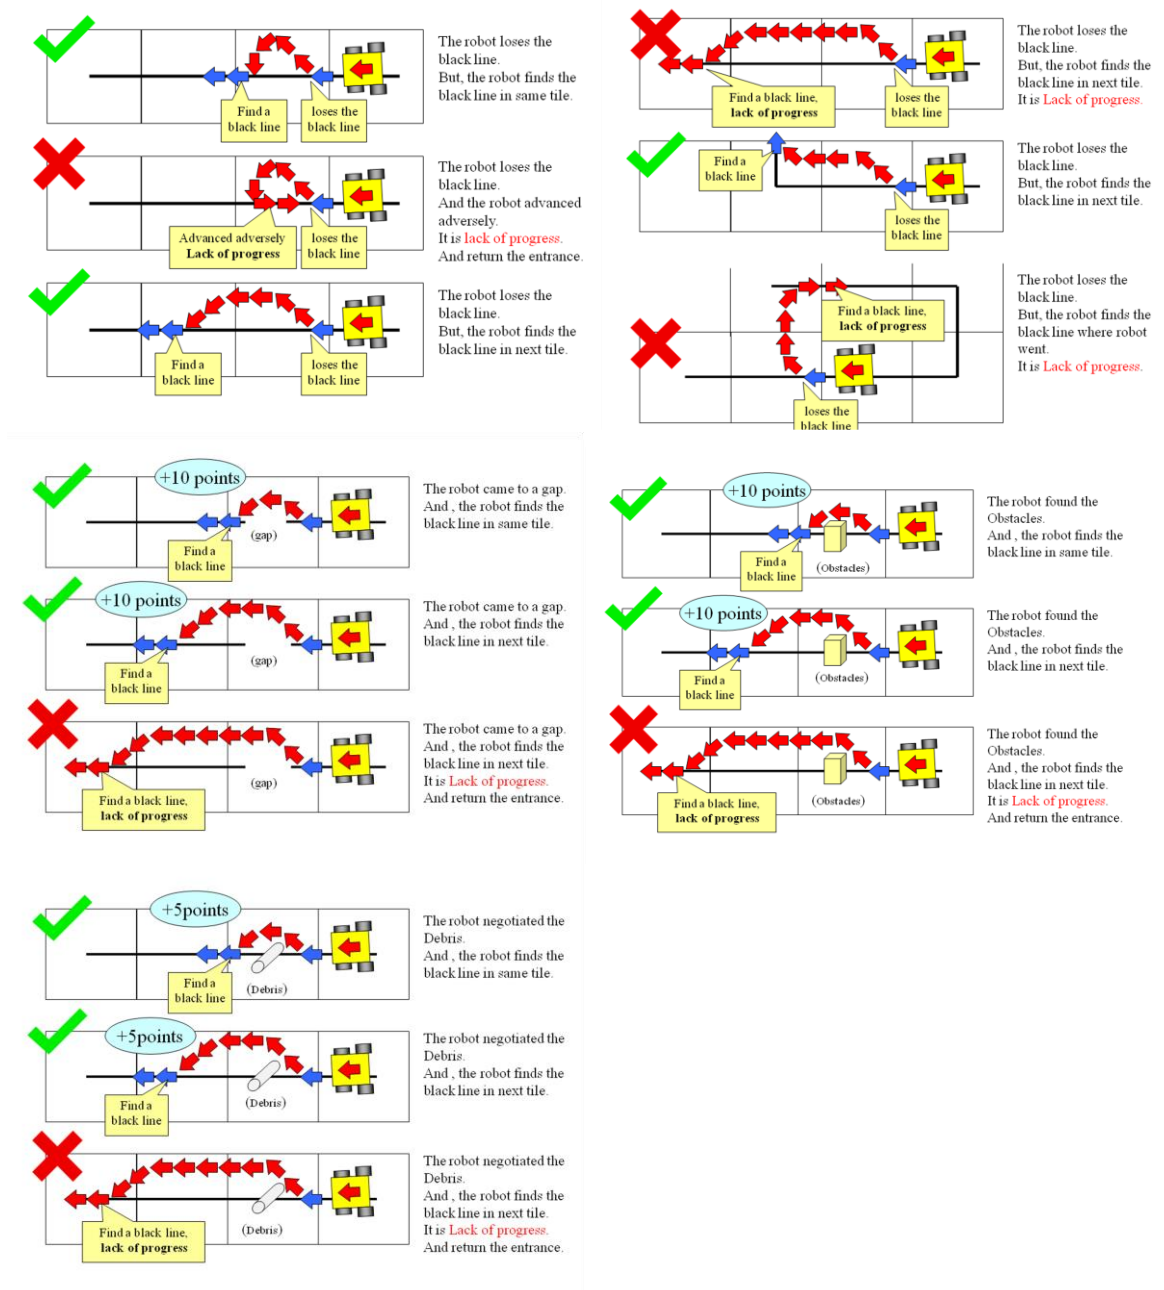 The robot loses the
black line.
But, the robot finds the
black line in same tile.
Find a
black line
loses the
black line
The robot loses the
black line.
And the robot advanced
adversely.
It is lack of progress.
And return the entrance.
Advanced adversely
Lack of progress
loses the
black line
The robot loses the
black line.
But, the robot finds the
black line in next tile.
Find a
black line
loses the
black line
The robot loses the
black line.
But, the robot finds the
black line in next tile.
It is Lack of progress.
Find a black line,
lack of progress
loses the
black line
The robot loses the
black line.
But, the robot finds the
black line in next tile.
Find a
black line
loses the
black line
The robot loses the
black line.
But, the robot finds the
black line where robot
went.
It is Lack of progress.
Find a black line,
lack of progress
loses the
black line
+10 points
The robot came to a gap.
And , the robot finds the
black line in same tile.
(gap)
Find a
black line
+10 points
The robot came to a gap.
And , the robot finds the
black line in next tile.
(gap)
Find a
black line
The robot came to a gap.
And , the robot finds the
black line in next tile.
It is Lack of progress.
And return the entrance.
(gap)
Find a black line,
lack of progress
+10 points
The robot found the
Obstacles.
And , the robot finds the
black line in same tile.
Find a
black line
(Obstacles)
+10 points
The robot found the
Obstacles.
And , the robot finds the
black line in next tile.
Find a
black line
(Obstacles)
The robot found the
Obstacles.
And , the robot finds the
black line in next tile.
It is Lack of progress.
And return the entrance.
Find a black line,
lack of progress
(Obstacles)
+5points
The robot negotiated the
Debris.
And , the robot finds the
black line in same tile.
Find a
black line
(Debris)
+5points
The robot negotiated the
Debris.
And , the robot finds the
black line in next tile.
Find a
black line
(Debris)
The robot negotiated the
Debris.
And , the robot finds the
black line in next tile.
It is Lack of progress.
And return the entrance.
Find a black line,
lack of progress
(Debris)